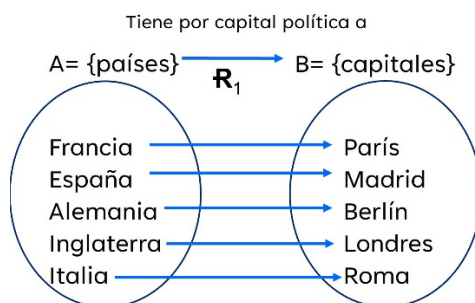 Tiene por capital política a
A= {países} R₁ B= {capitales}
Francia París
España Madrid
Alemania Berlín
Inglaterra Londres
Italia Roma